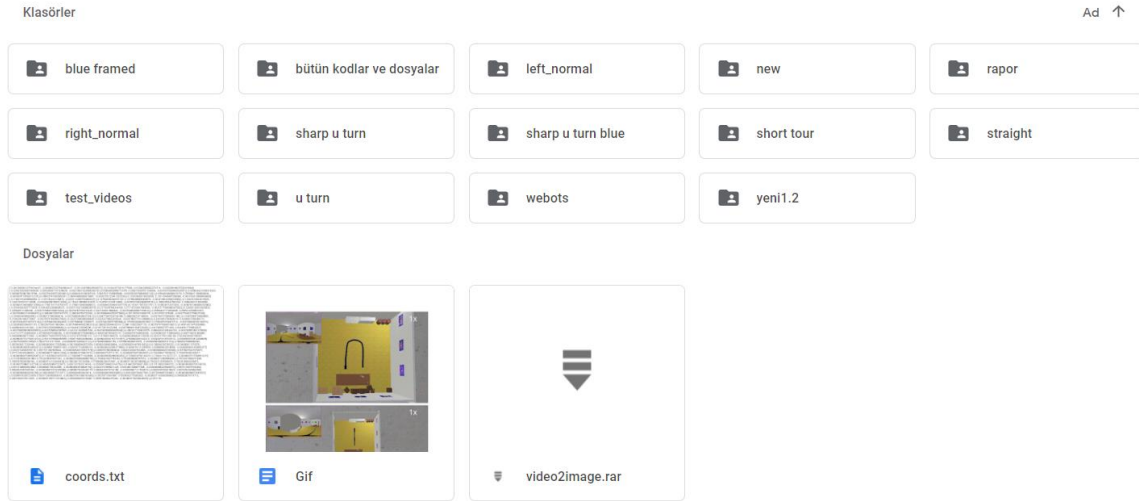 Klasörler
Ad
blue framed
bütün kodlar ve dosyalar
left_normal
new
rapor
right_normal
sharp u turn
sharp u turn blue
short tour
straight
test_videos
u turn
webots
yeni1.2
Dosyalar
1x
1x
coords.txt
Gif
video2image.rar